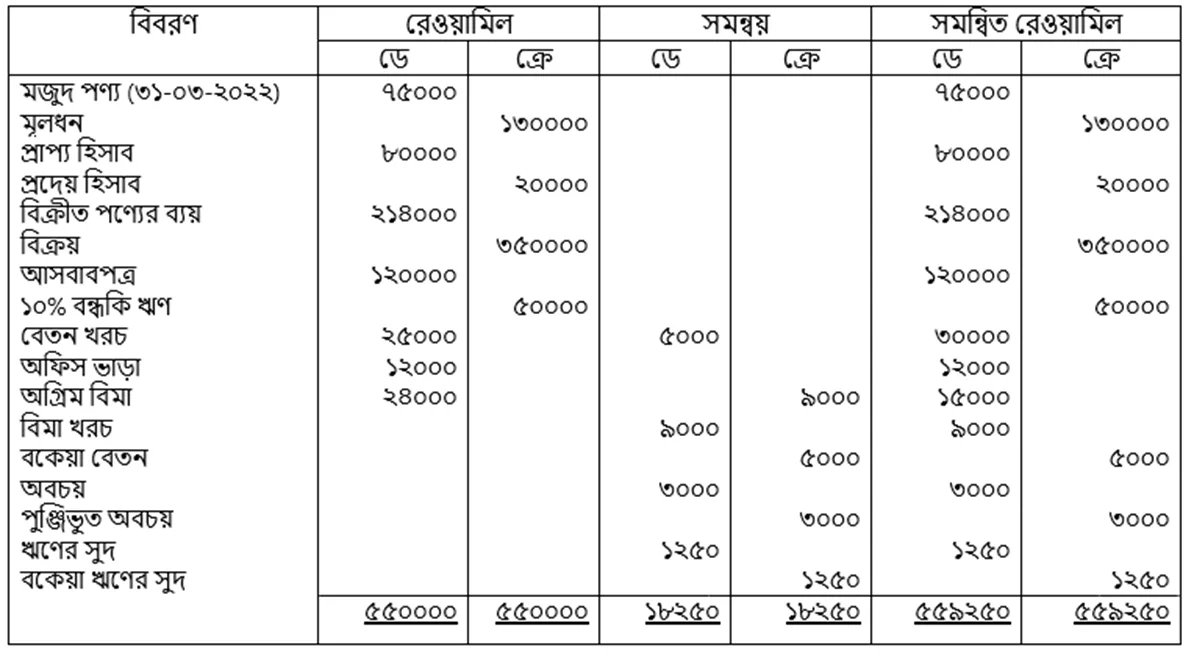 বিবরণ রেওয়ামিল সমন্বয় সমন্বিত রেওয়ামিল
ডে ক্রে ডে ক্রে ডে ক্রে
মজুদ পণ্য (৩১-০৩-২০২২) ৭৫০০০ ৭৫০০০
মূলধন ১৩০০০০ ১৩০০০০
প্রাপ্য হিসাব ৮০০০০ ৮০০০০
প্রদেয় হিসাব ২০০০০ ২০০০০
বিক্রীত পণ্যের ব্যয় ২১৪০০০ ২১৪০০০
বিক্রয় ৩৫০০০০ ৩৫০০০০
আসবাবপত্র ১২০০০০ ১২০০০০
১০% বন্ধকি ঋণ ৫০০০০ ৫০০০০
বেতন খরচ ২৫০০০ ৫০০০ ৩০০০০
অফিস ভাড়া ১২০০০ ১২০০০
অগ্রিম বিমা ২৪০০০ ৯০০০ ১৫০০০
বিমা খরচ ৯০০০ ৯০০০
বকেয়া বেতন ৫০০০ ৫০০০
অবচয় ৩০০০ ৩০০০
পুঞ্জিভুত অবচয় ৩০০০ ৩০০০
ঋণের সুদ ১২৫০ ১২৫০
বকেয়া ঋণের সুদ ১২৫০ ১২৫০
৫৫০০০০ ৫৫০০০০ ১৮২৫০ ১৮২৫০ ৫৫৯২৫০ ৫৫৯২৫০